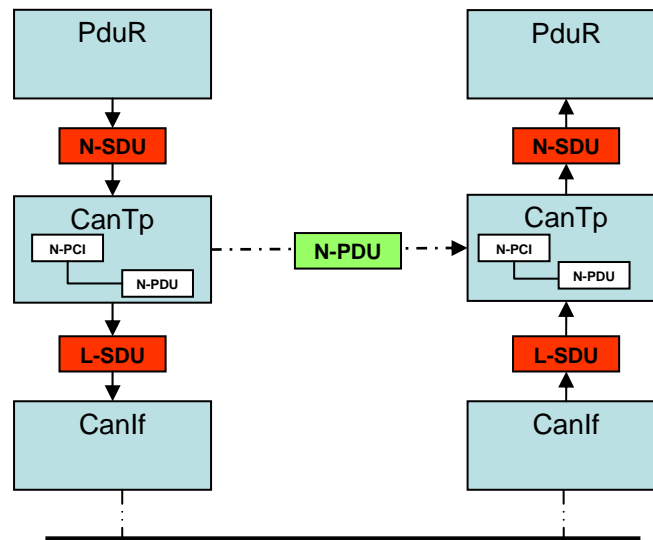 PduR
PduR
N-SDU
N-SDU
CanTp
CanTp
N-PCI
N-PDU
N-PDU
N-PCI
N-PDU
L-SDU
L-SDU
CanIf
CanIf